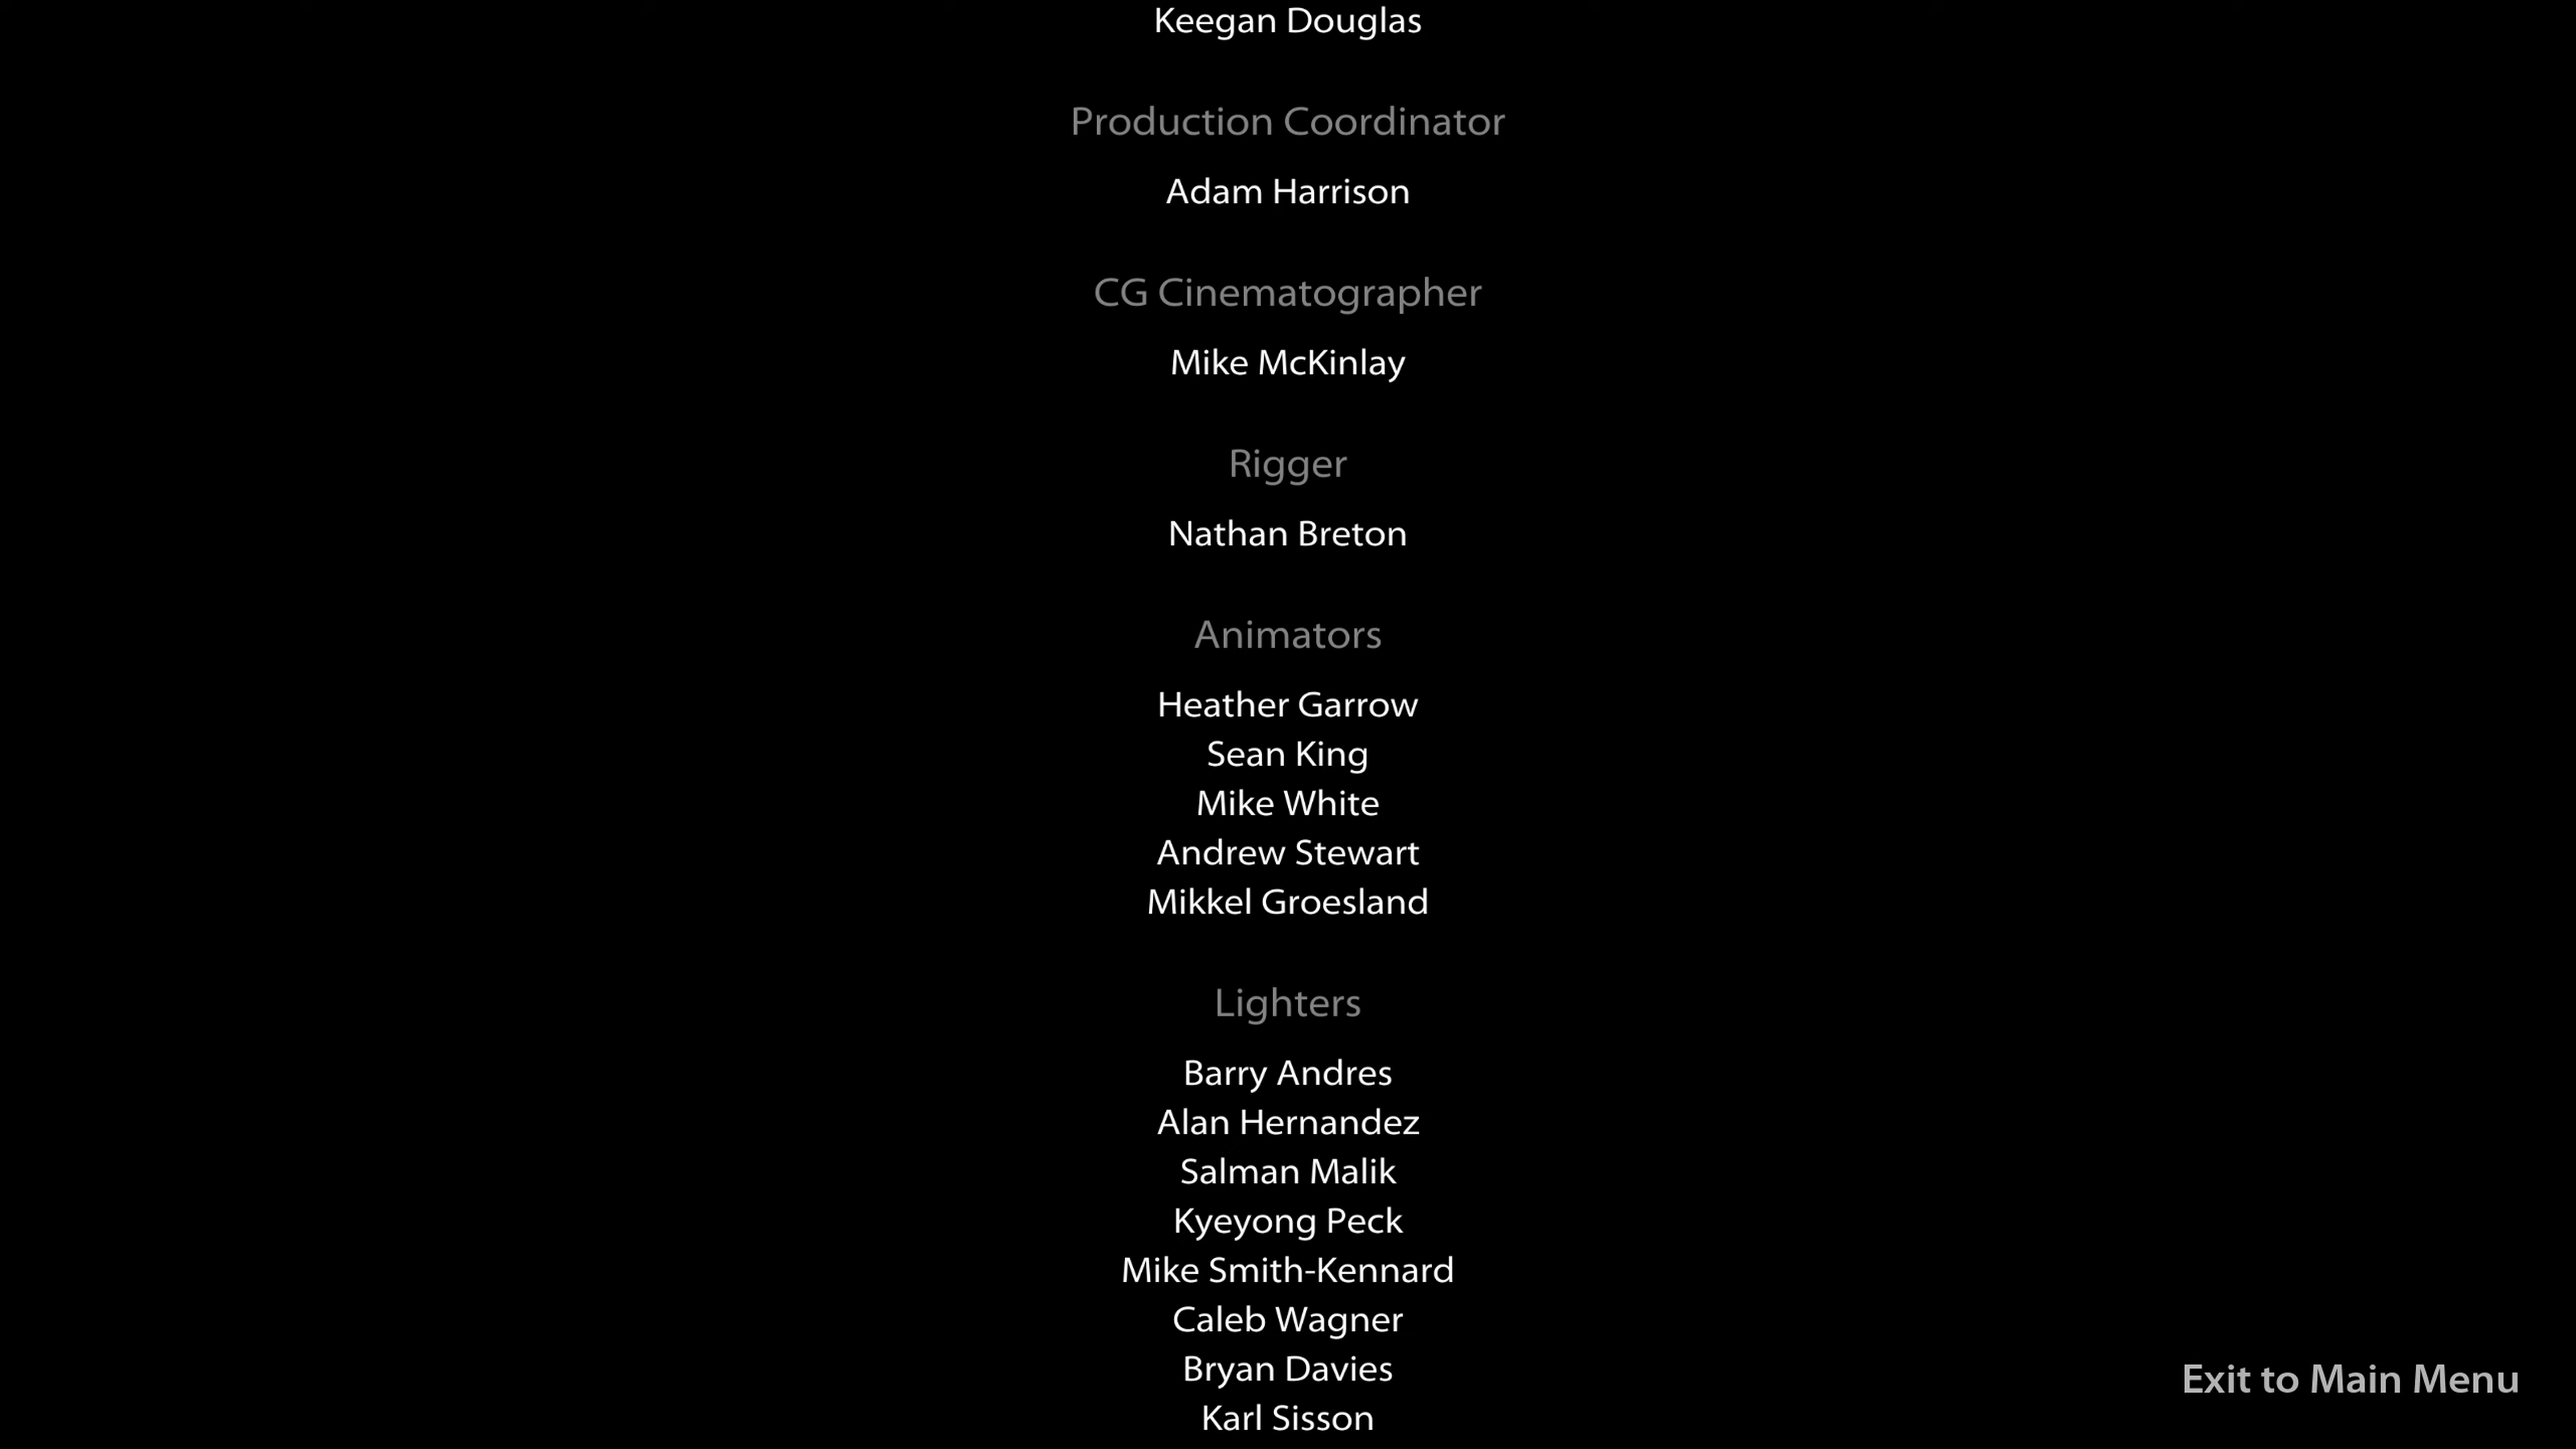 Keegan Douglas
Production Coordinator
Adam Harrison
CG Cinematographer
Mike McKinlay
Rigger
Nathan Breton
Animators
Heather Garrow
Sean King
Mike White
Andrew Stewart
Mikkel Groesland
Lighters
Barry Andres
Alan Hernandez
Salman Malik
Kyeyong Peck
Mike Smith-Kennard
Caleb Wagner
Bryan Davies
Karl Sisson
Exit to Main Menu